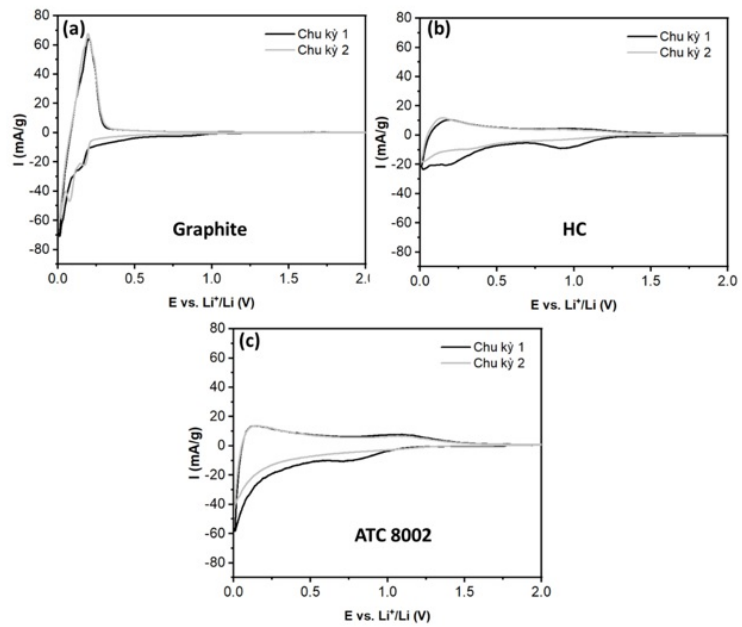 (a)
Chu kỳ 1
Chu kỳ 2
80
60
40
20
0
-20
-40
-60
-80
I (mA/g)
Graphite
0.0 0.5 1.0 1.5 2.0
E vs. Li⁺/Li (V)
(b)
Chu kỳ 1
Chu kỳ 2
80
60
40
20
0
-20
-40
-60
-80
I (mA/g)
HC
0.0 0.5 1.0 1.5 2.0
E vs. Li⁺/Li (V)
(c)
Chu kỳ 1
Chu kỳ 2
80
60
40
20
0
-20
-40
-60
-80
I (mA/g)
ATC 8002
0.0 0.5 1.0 1.5 2.0
E vs. Li⁺/Li (V)